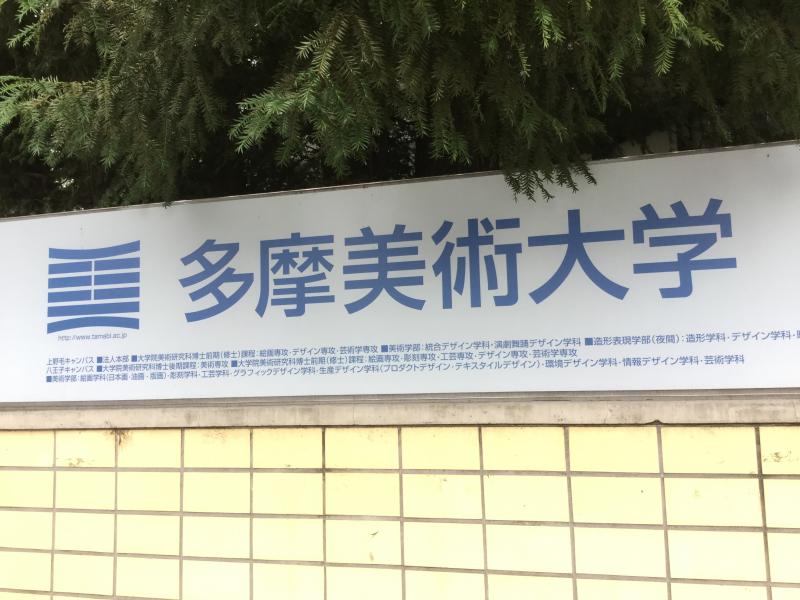 多摩美術大学
http://www.tamabi.ac.jp
上野毛キャンパス ■法人本部 ■大学院美術研究科博士前期(修士)課程:絵画専攻・デザイン専攻・芸術学専攻 ■美術学部:統合デザイン学科・演劇舞踊デザイン学科 ■造形表現学部(夜間):造形学科・デザイン学科・
八王子キャンパス ■大学院美術研究科博士後期課程:美術専攻 ■大学院美術研究科博士前期(修士)課程:絵画専攻・彫刻専攻・工芸専攻・デザイン専攻・芸術学専攻
■美術学部:絵画学科(日本画・油画・版画)・彫刻学科・工芸学科・グラフィックデザイン学科・生産デザイン学科(プロダクトデザイン・テキスタイルデザイン)・環境デザイン学科・情報デザイン学科・芸術学科